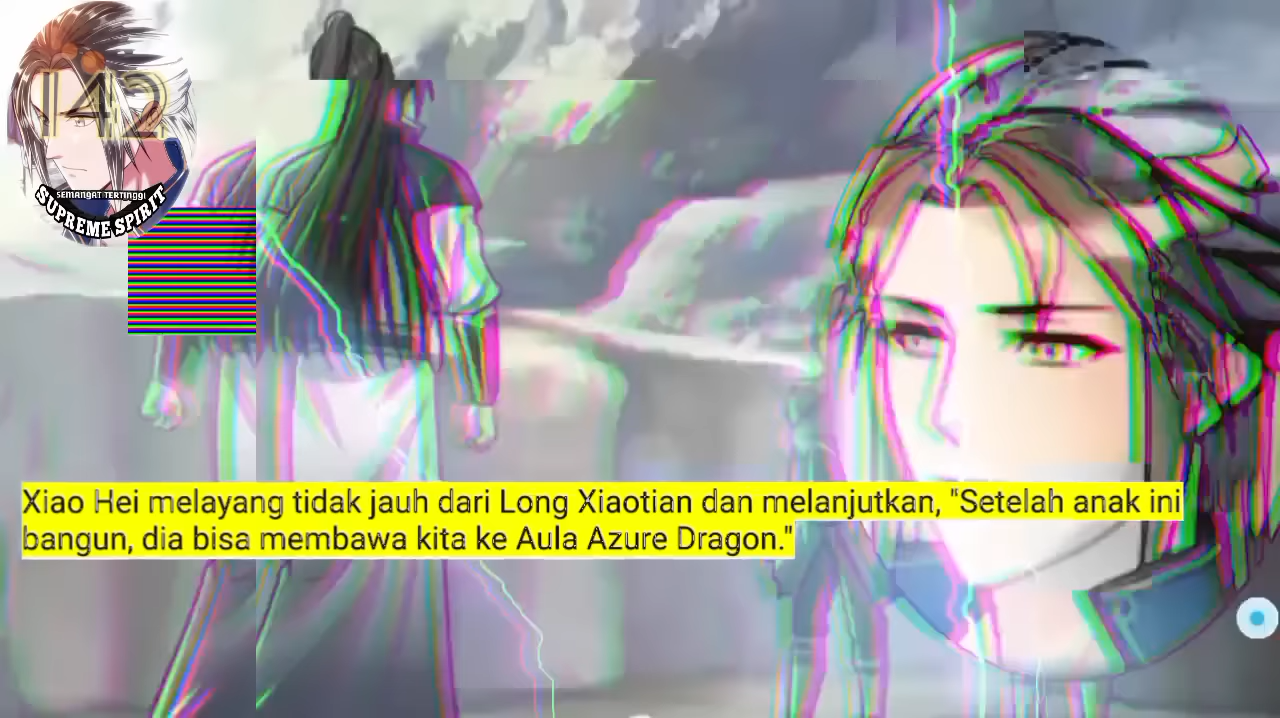 142
SEMANGAT TERTINGGI
SUPREME SPIRIT
Xiao Hei melayang tidak jauh dari Long Xiaotian dan melanjutkan, "Setelah anak ini
bangun, dia bisa membawa kita ke Aula Azure Dragon."